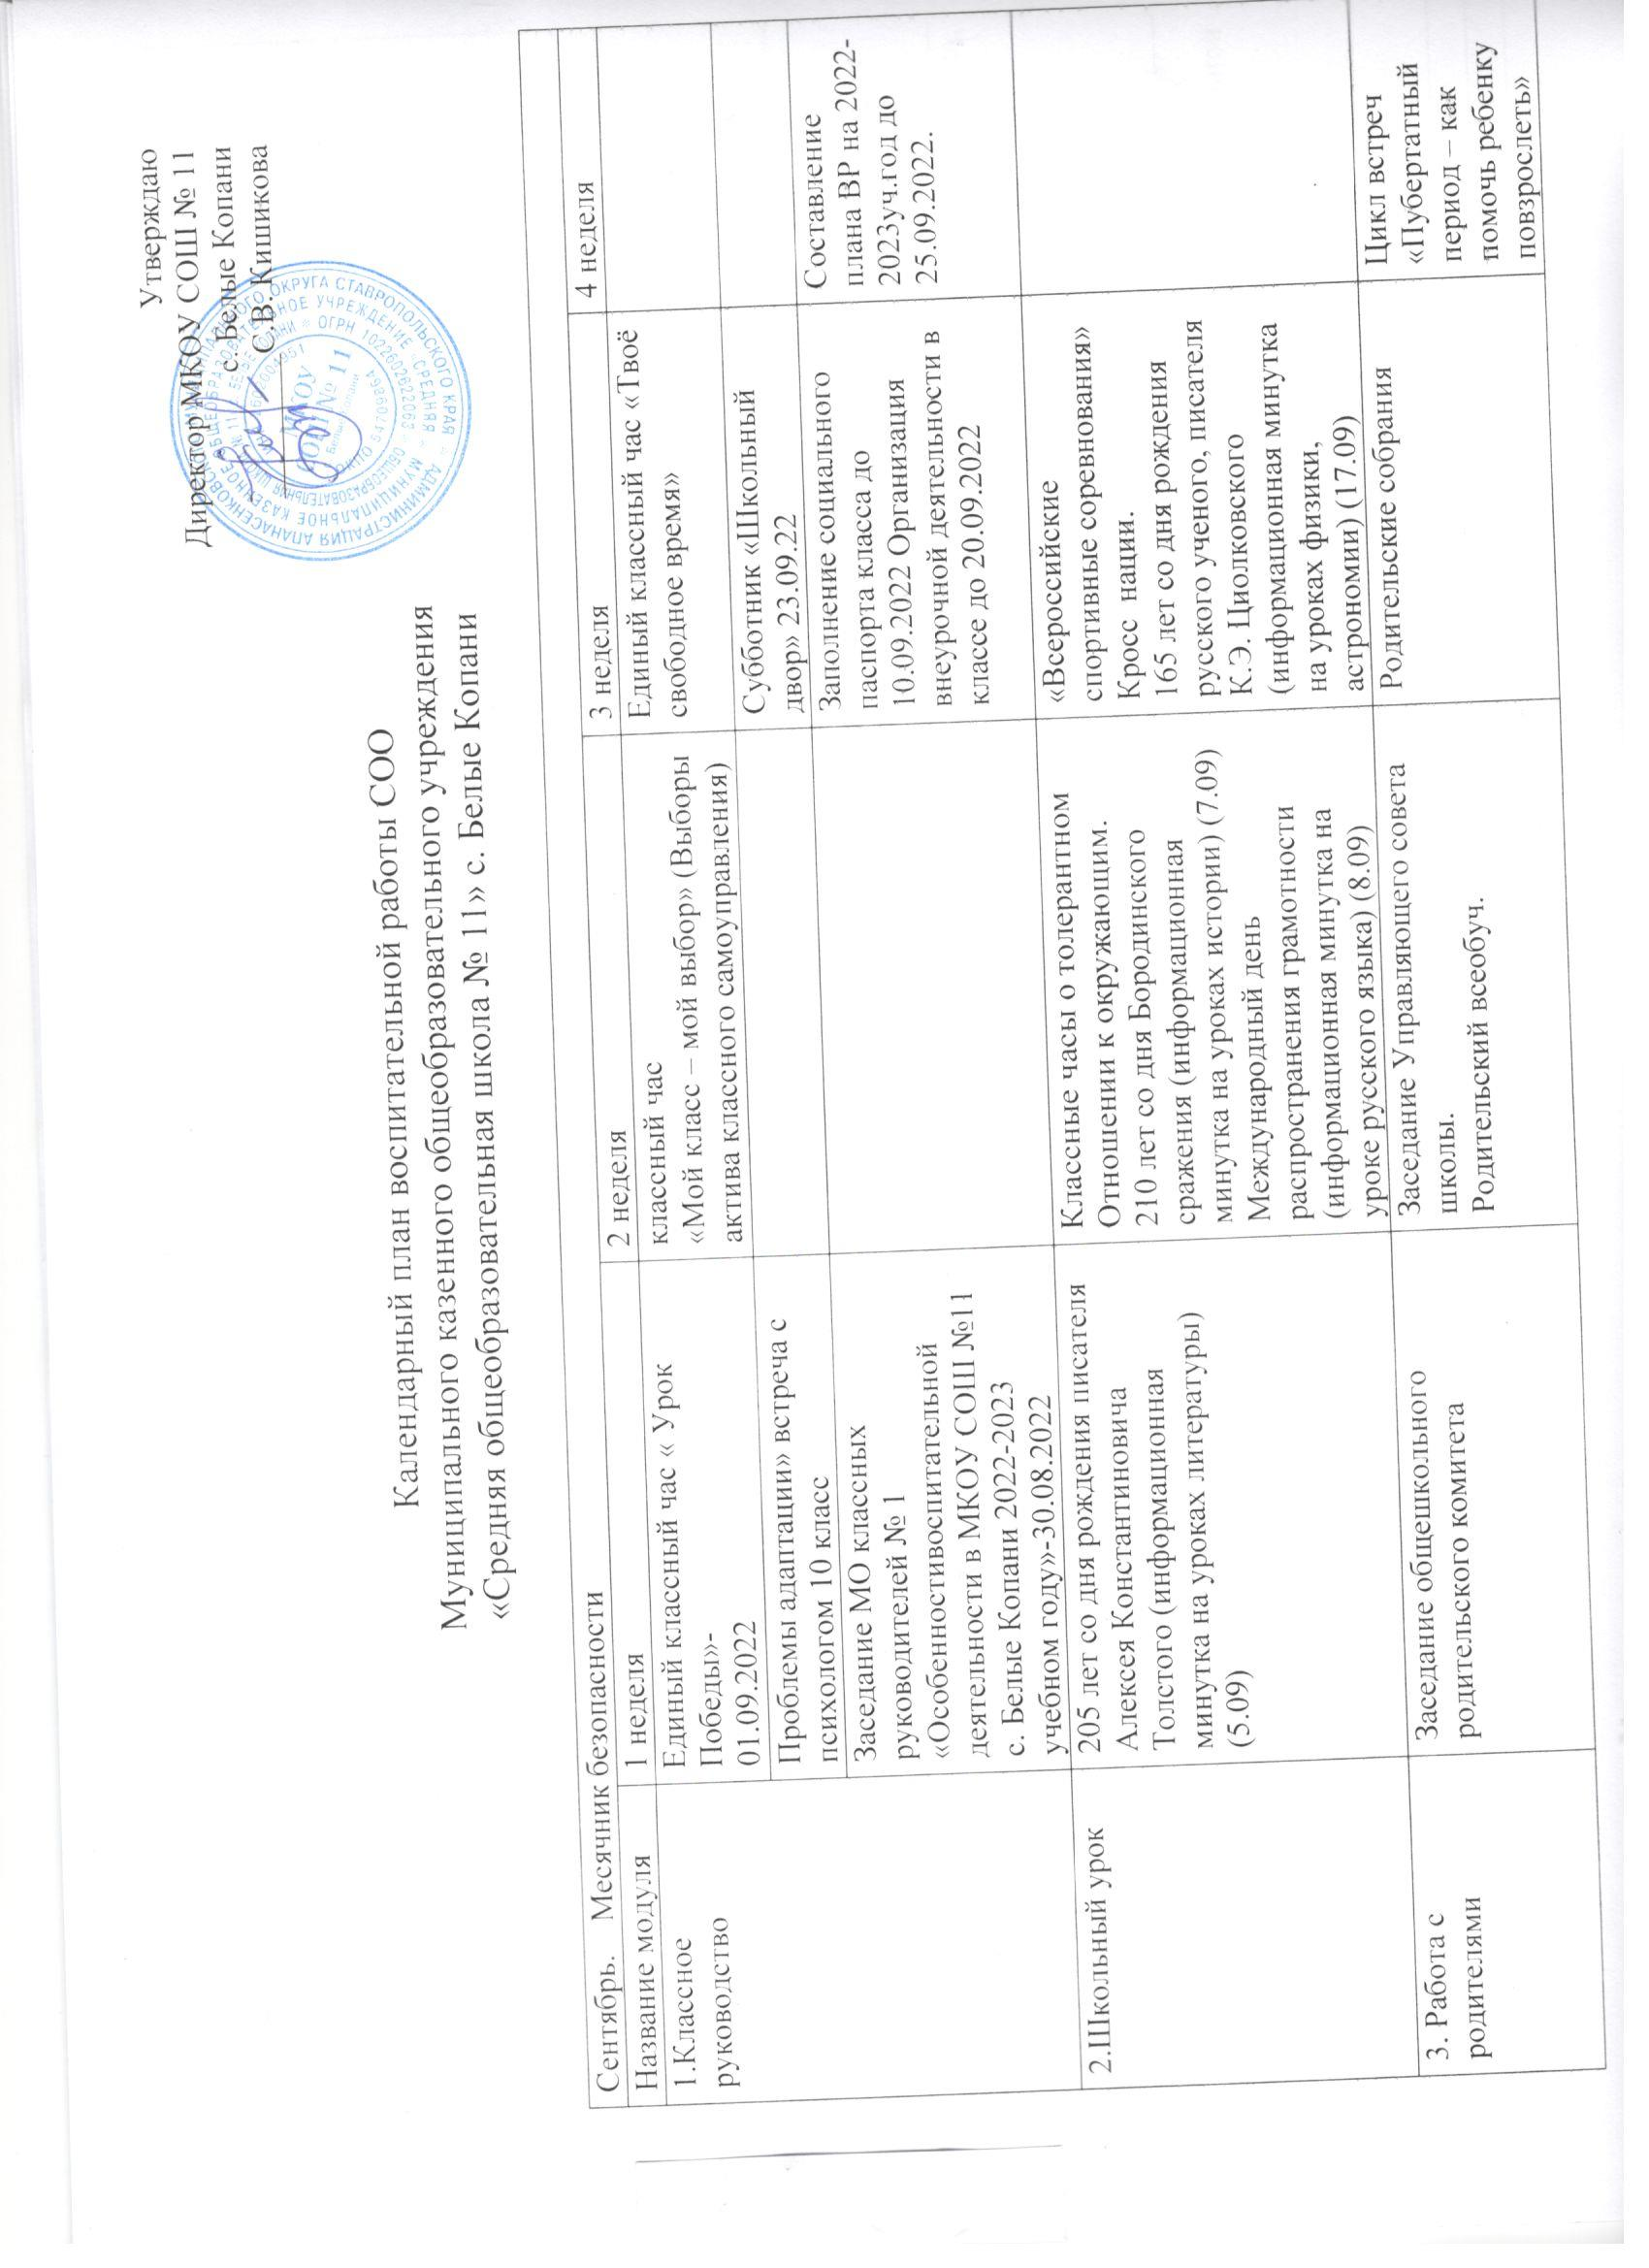 Утверждаю
Директор МКОУ СОШ № 11
с. Белые Копани
С.В. Кишикова
Календарный план воспитательной работы СОО
Муниципального казенного общеобразовательного учреждения
«Средняя общеобразовательная школа № 11» с. Белые Копани
Сентябрь. Месячник безопасности
Название модуля
1 неделя
2 неделя
3 неделя
4 неделя
1.Классное
руководство
Единый классный час « Урок
Победы»-
01.09.2022
классный час
«Мой класс – мой выбор» (Выборы
актива классного самоуправления)
Единый классный час «Твоё
свободное время»
Проблемы адаптации» встреча с
психологом 10 класс
Субботник «Школьный
двор» 23.09.22
Заседание МО классных
руководителей № 1
«Особенностивоспитательной
деятельности в МКОУ СОШ №11
с. Белые Копани 2022-2023
учебном году»-30.08.2022
Заполнение социального
паспорта класса до
10.09.2022 Организация
внеурочной деятельности в
классе до 20.09.2022
Составление
плана ВР на 2022-
2023уч.год до
25.09.2022.
2.Школьный урок
205 лет со дня рождения писателя
Алексея Константиновича
Толстого (информационная
минутка на уроках литературы)
(5.09)
Классные часы о толерантном
Отношении к окружающим.
210 лет со дня Бородинского
сражения (информационная
минутка на уроках истории) (7.09)
Международный день
распространения грамотности
(информационная минутка на
уроке русского языка) (8.09)
«Всероссийские
спортивные соревнования»
Кросс нации.
165 лет со дня рождения
русского ученого, писателя
К.Э. Циолковского
(информационная минутка
на уроках физики,
астрономии) (17.09)
3. Работа с
родителями
Заседание общешкольного
родительского комитета
Заседание Управляющего совета
школы.
Родительский всеобуч.
Родительские собрания
Цикл встреч
«Пубертатный
период – как
помочь ребенку
повзрослеть»